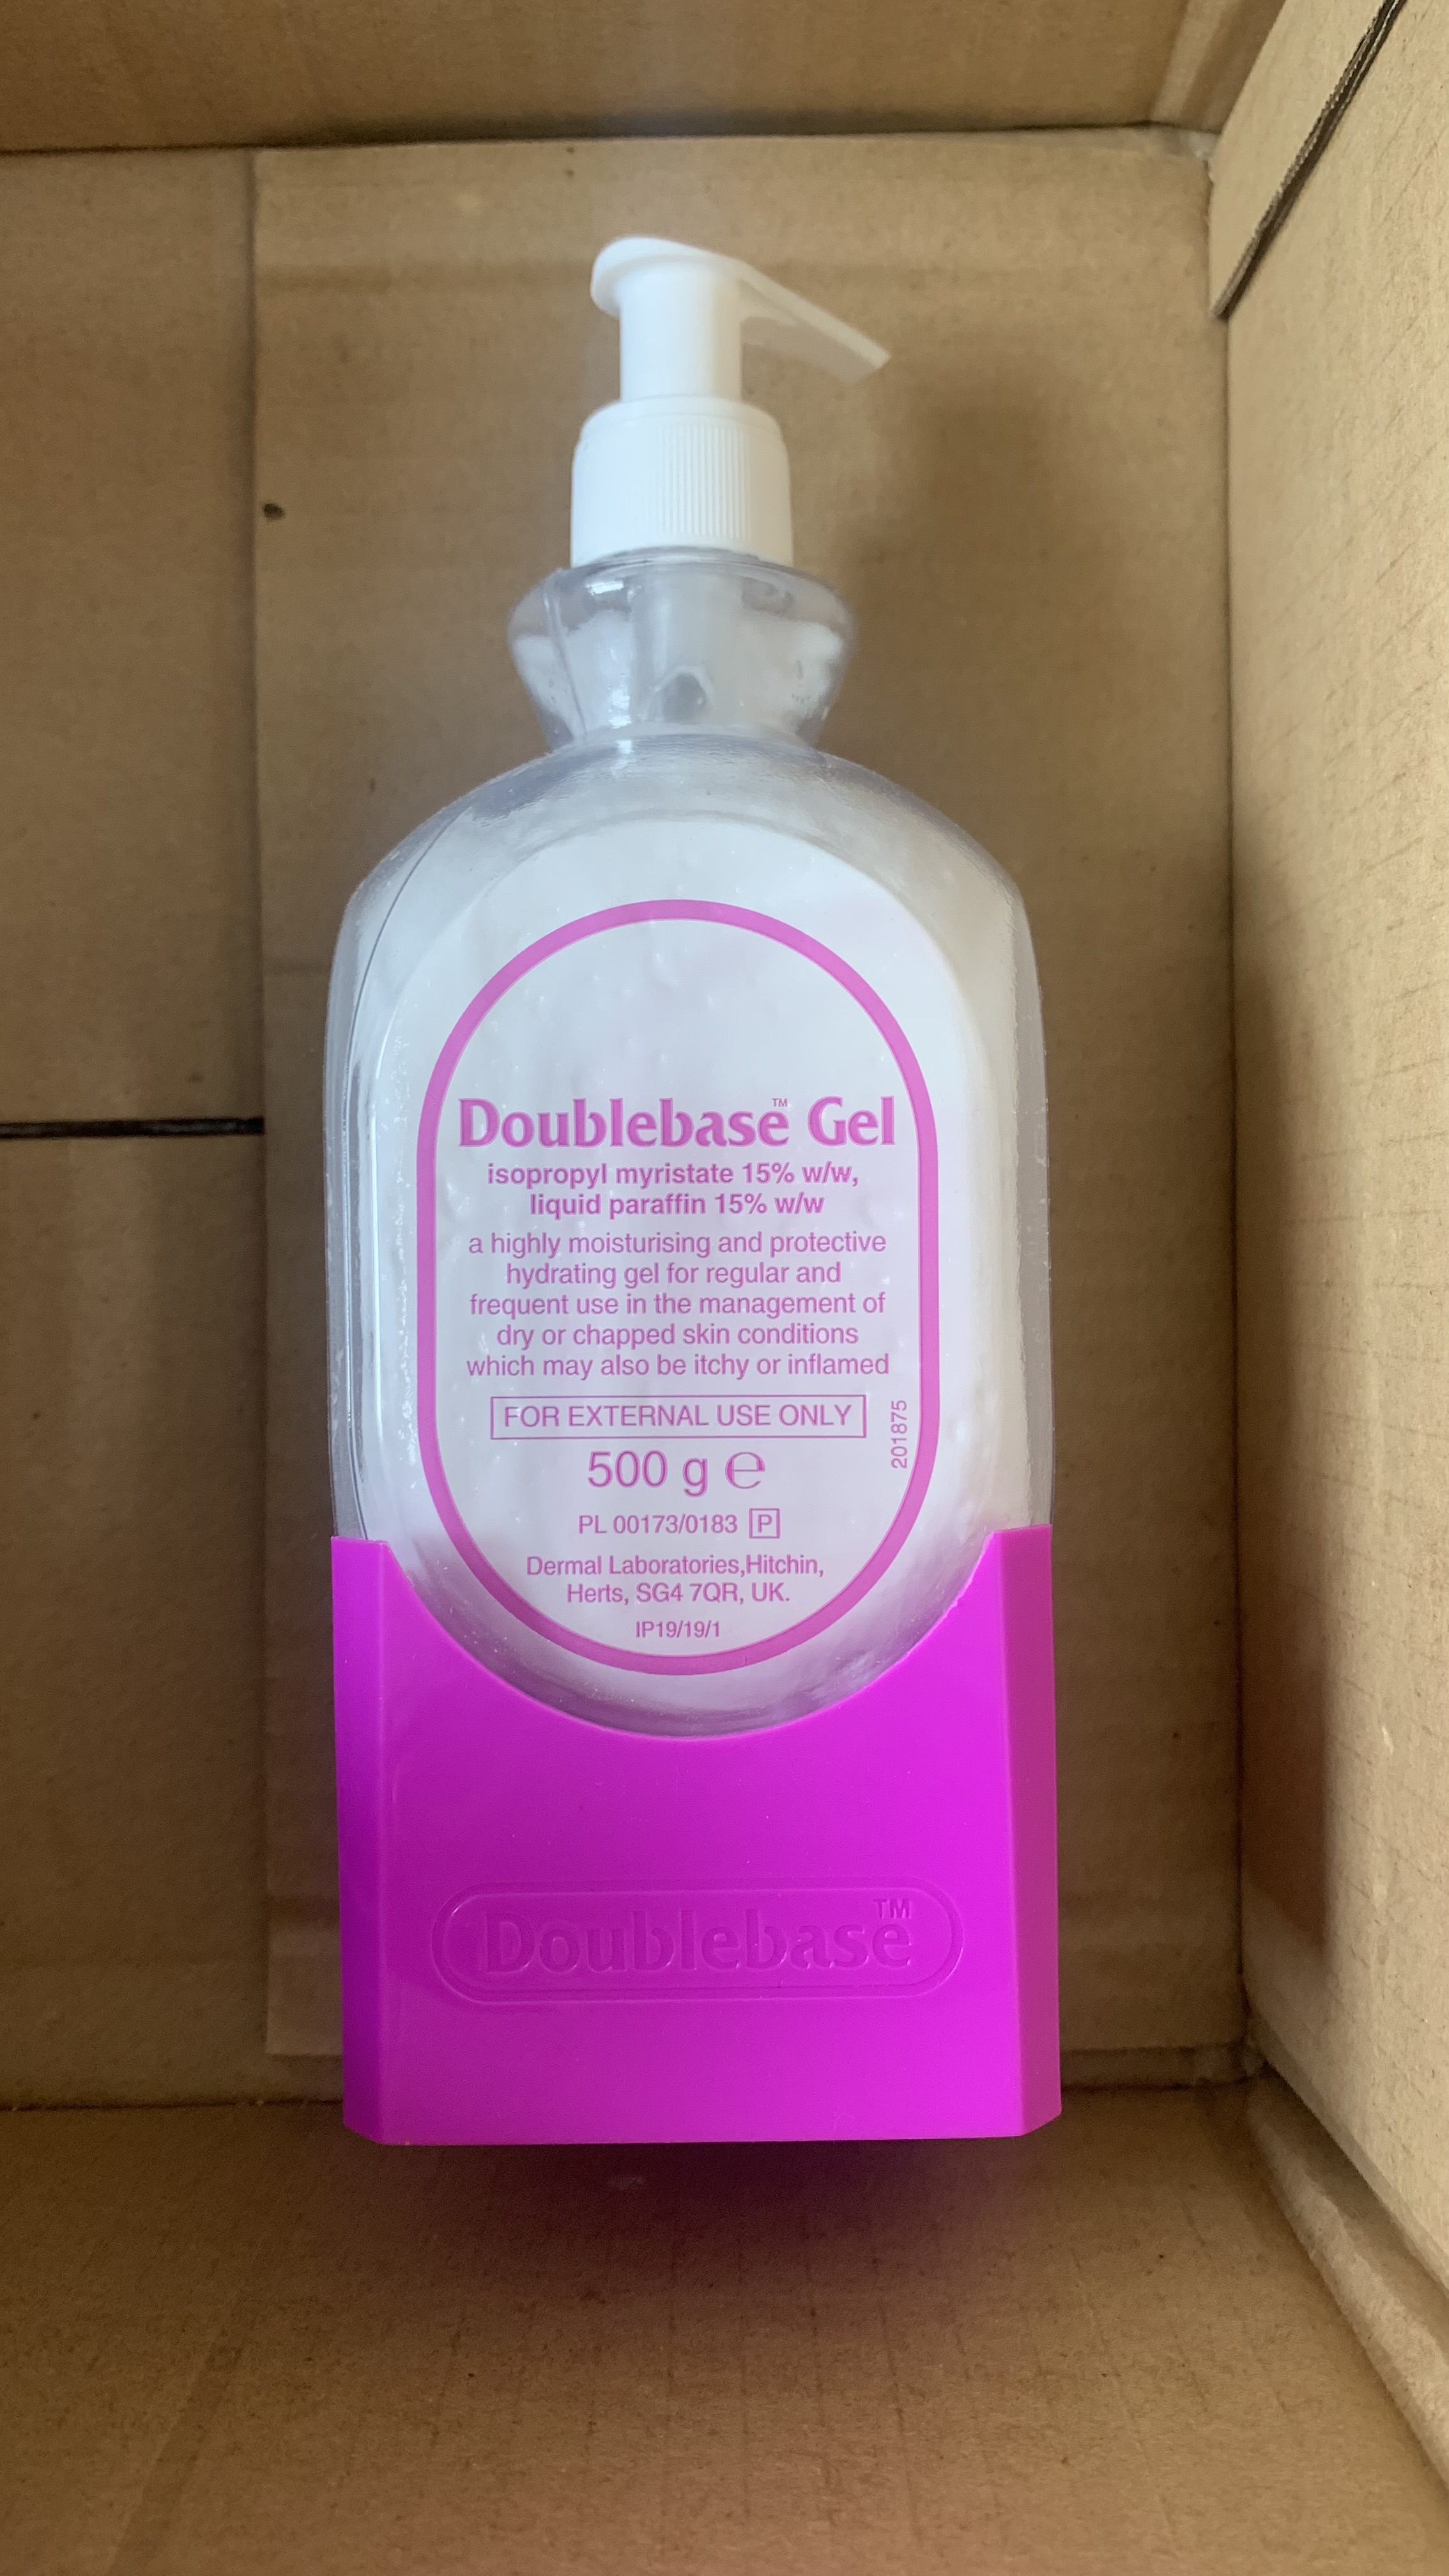 Doublebase™ Gel
isopropyl myristate 15% w/w,
liquid paraffin 15% w/w
a highly moisturising and protective
hydrating gel for regular and
frequent use in the management of
dry or chapped skin conditions
which may also be itchy or inflamed
FOR EXTERNAL USE ONLY
201875
500 g ℮
PL 00173/0183 P
Dermal Laboratories,Hitchin,
Herts, SG4 7QR, UK.
IP19/19/1
Doublebase™